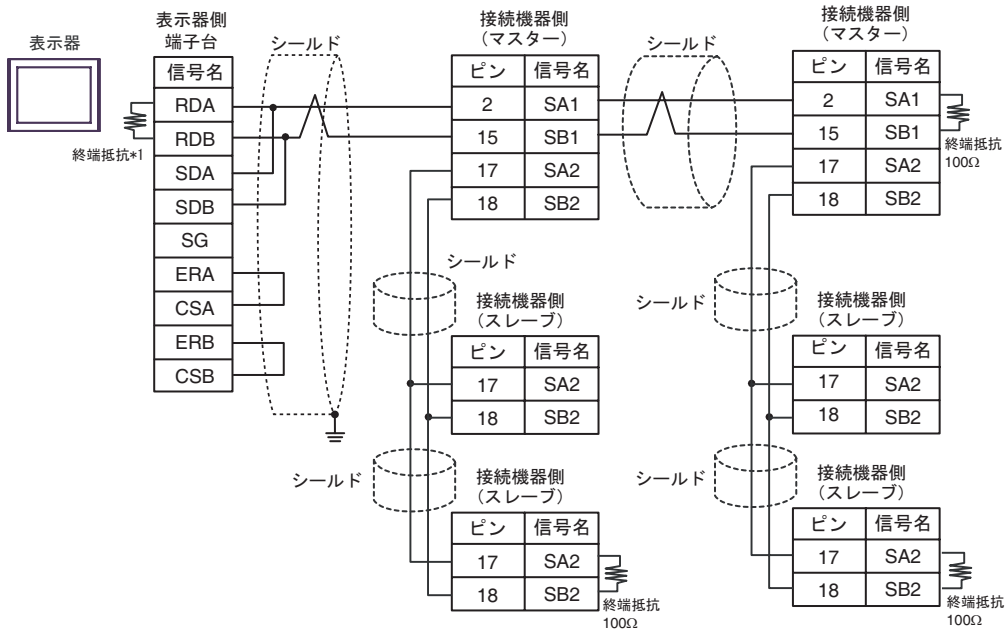 表示器
表示器側
端子台
信号名
RDA
RDB
SDA
SDB
SG
ERA
CSA
ERB
CSB
終端抵抗*1
シールド
接続機器側
(マスター)
ピン 信号名
2 SA1
15 SB1
17 SA2
18 SB2
シールド
接続機器側
(マスター)
ピン 信号名
2 SA1
15 SB1
17 SA2
18 SB2
終端抵抗
100Ω
シールド
接続機器側
(スレーブ)
ピン 信号名
17 SA2
18 SB2
シールド
接続機器側
(スレーブ)
ピン 信号名
17 SA2
18 SB2
シールド
接続機器側
(スレーブ)
ピン 信号名
17 SA2
18 SB2
終端抵抗
100Ω
シールド
接続機器側
(スレーブ)
ピン 信号名
17 SA2
18 SB2
終端抵抗
100Ω